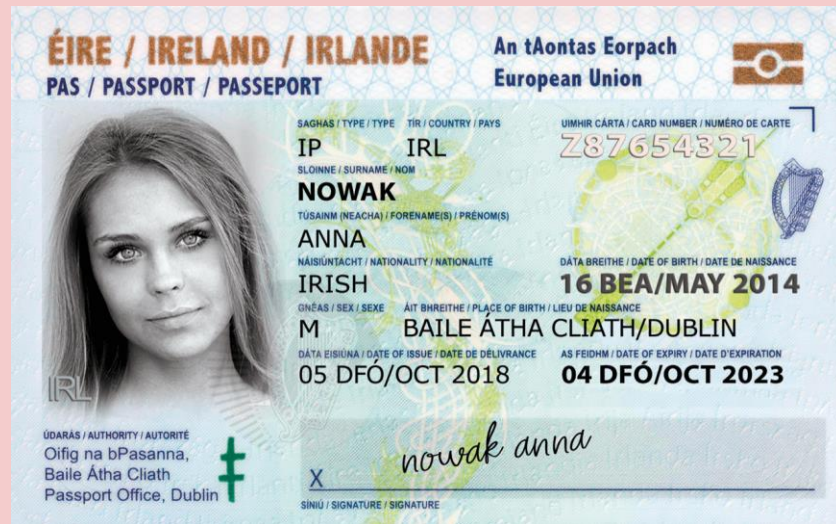 ÉIRE / IRELAND / IRLANDE
PAS / PASSPORT / PASSEPORT
An tAontas Eorpach
European Union
SAGHAS / TYPE / TYPE TÍR / COUNTRY / PAYS UIMHIR CÁRTA / CARD NUMBER / NUMÉRO DE CARTE
IP IRL Z87654321
SLOINNE / SURNAME / NOM
NOWAK
TÚSAINM (NEACHA) / FORENAME(S) / PRÉNOM(S)
ANNA
NÁISIÚNTACHT / NATIONALITY / NATIONALITÉ DÁTA BREITHE / DATE OF BIRTH / DATE DE NAISSANCE
IRISH 16 BEA/MAY 2014
GNÉAS / SEX / SEXE ÁIT BHREITHE / PLACE OF BIRTH / LIEU DE NAISSANCE
M BAILE ÁTHA CLIATH/DUBLIN
DÁTA EISIÚNA / DATE OF ISSUE / DATE DE DÉLIVRANCE AS FEIDHM / DATE OF EXPIRY / DATE D'EXPIRATION
05 DFÓ/OCT 2018 04 DFÓ/OCT 2023
IRL
ÚDARÁS / AUTHORITY / AUTORITÉ
Oifig na bPasanna,
Baile Átha Cliath
Passport Office, Dublin
X nowak anna
SÍNIÚ / SIGNATURE / SIGNATURE